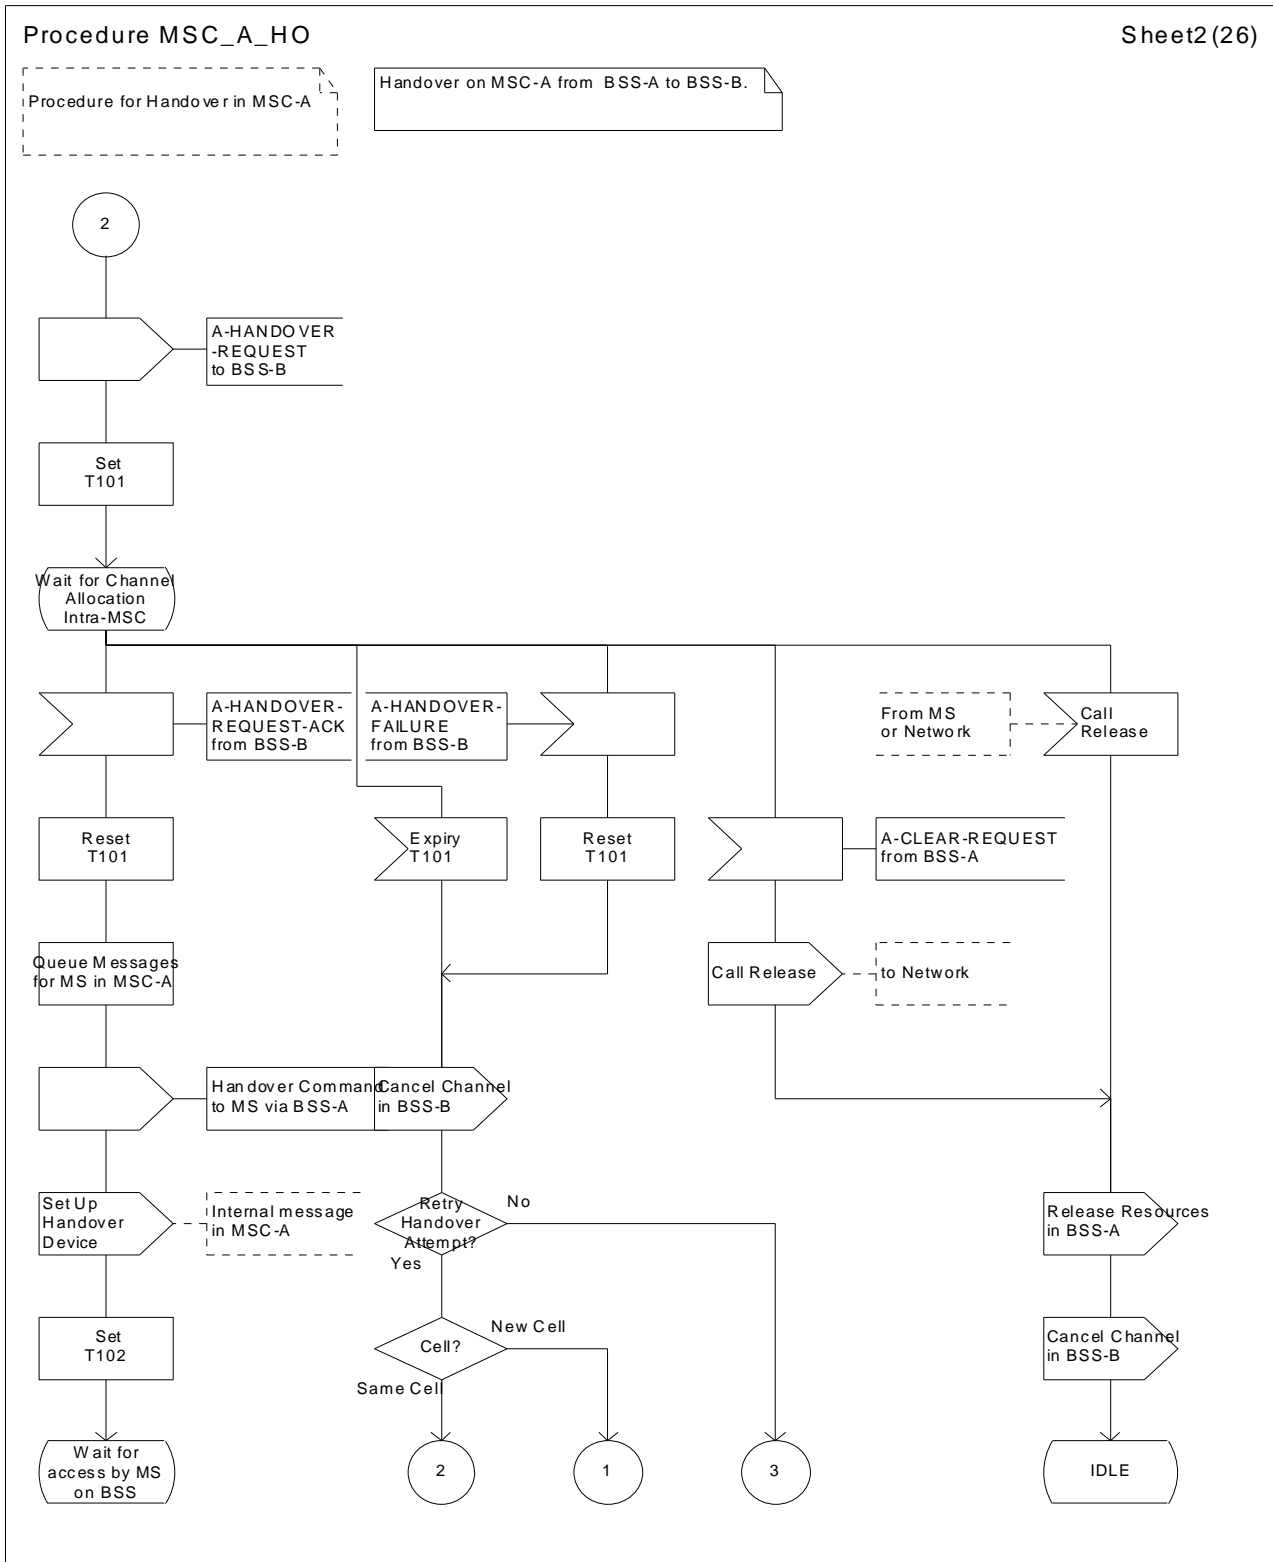 Procedure MSC_A_HO
Sheet2(26)
Procedure for Handover in MSC-A
Handover on MSC-A from BSS-A to BSS-B.
2
A-HANDOVER
-REQUEST
to BSS-B
Set
T101
Wait for Channel
Allocation
Intra-MSC
A-HANDOVER-
REQUEST-ACK
from BSS-B
A-HANDOVER-
FAILURE
from BSS-B
From MS
or Network
Call
Release
Reset
T101
Expiry
T101
Reset
T101
A-CLEAR-REQUEST
from BSS-A
Queue Messages
for MS in MSC-A
Call Release
to Network
Handover Command
to MS via BSS-A
Cancel Channel
in BSS-B
Set Up
Handover
Device
Internal message
in MSC-A
Retry
Handover
Attempt?
No
Yes
Release Resources
in BSS-A
Set
T102
Cell?
New Cell
Same Cell
Cancel Channel
in BSS-B
Wait for
access by MS
on BSS
2
1
3
IDLE